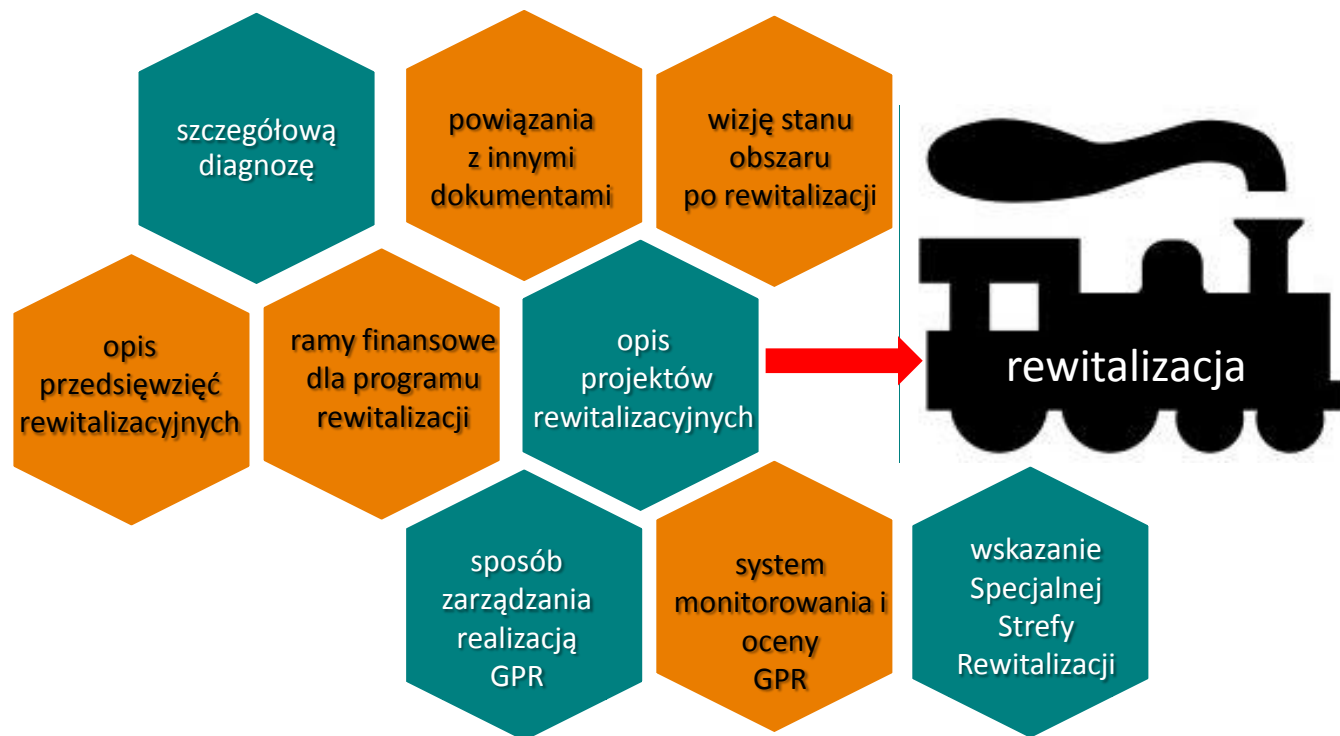 szczegółową
diagnozę
powiązania
z innymi
dokumentami
wizję stanu
obszaru
po rewitalizacji
opis
przedsięwzięć
rewitalizacyjnych
ramy finansowe
dla programu
rewitalizacji
opis
projektów
rewitalizacyjnych
rewitalizacja
sposób
zarządzania
realizacją
GPR
system
monitorowania i
oceny
GPR
wskazanie
Specjalnej
Strefy
Rewitalizacji